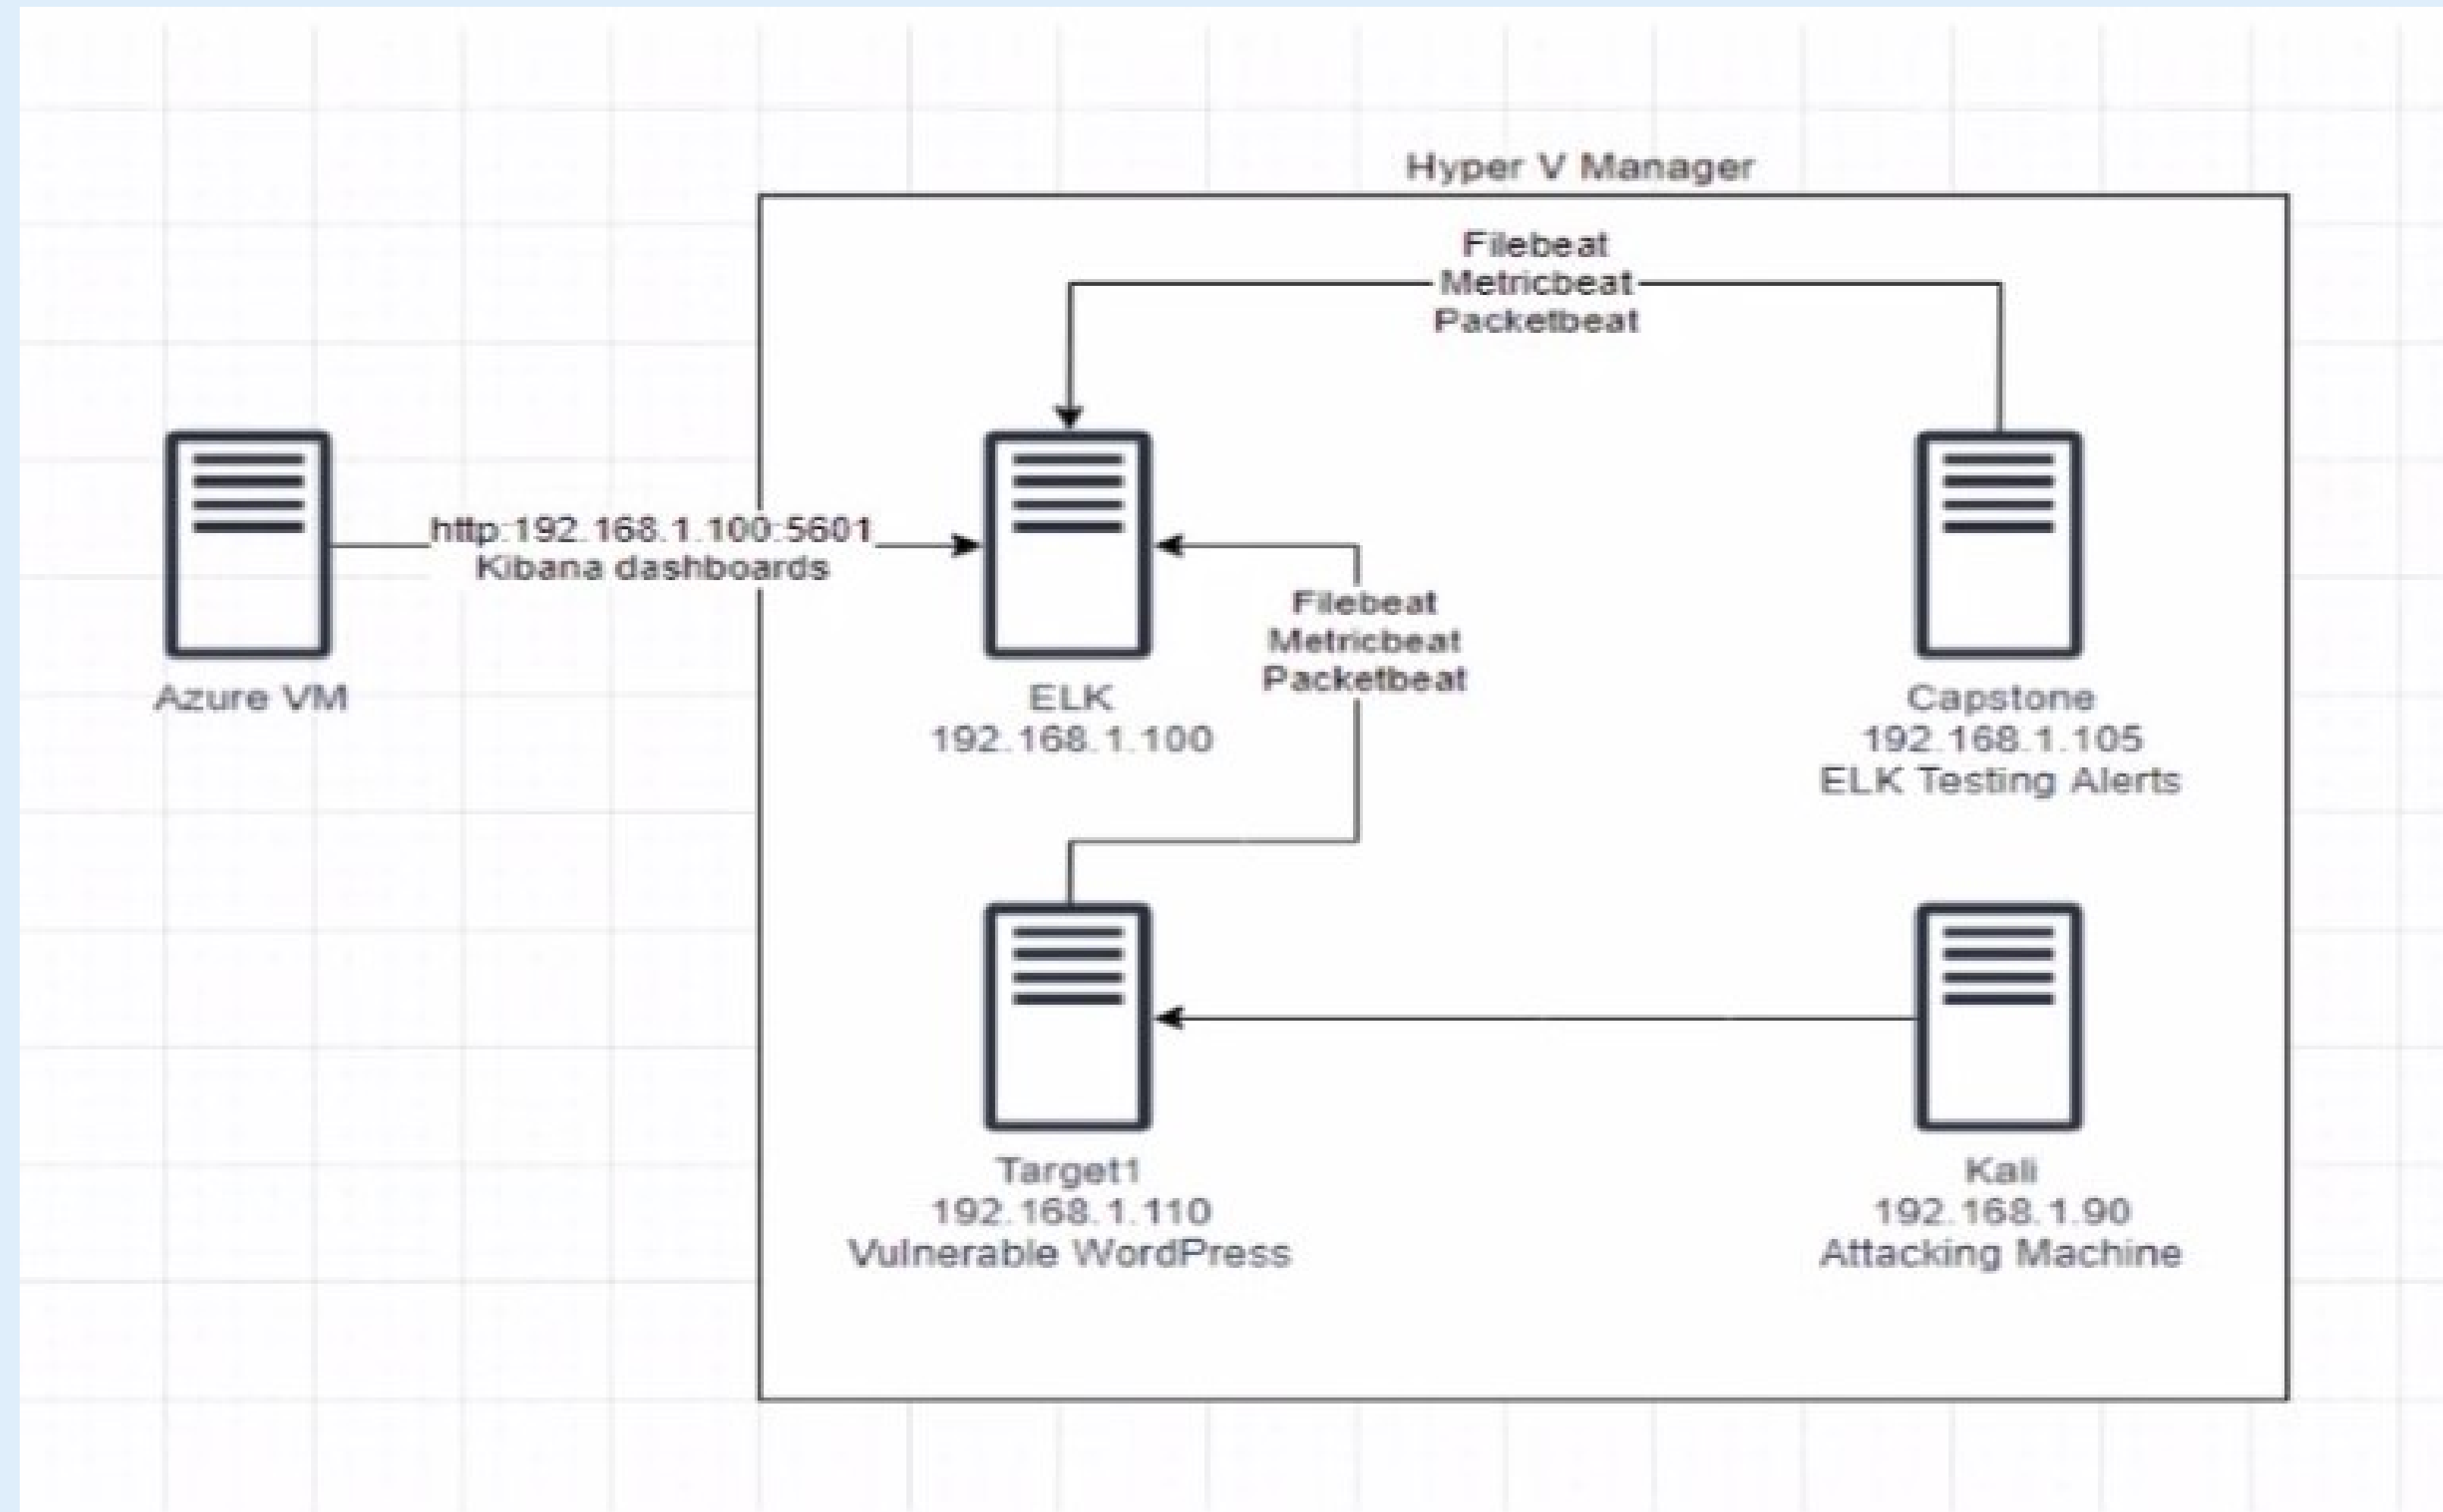 Hyper V Manager
Filebeat
Metricbeat
Packetbeat
http:192.168.1.100:5601
Kibana dashboards
Filebeat
Metricbeat
Packetbeat
Azure VM
ELK
192.168.1.100
Capstone
192.168.1.105
ELK Testing Alerts
Target1
192.168.1.110
Vulnerable WordPress
Kali
192.168.1.90
Attacking Machine